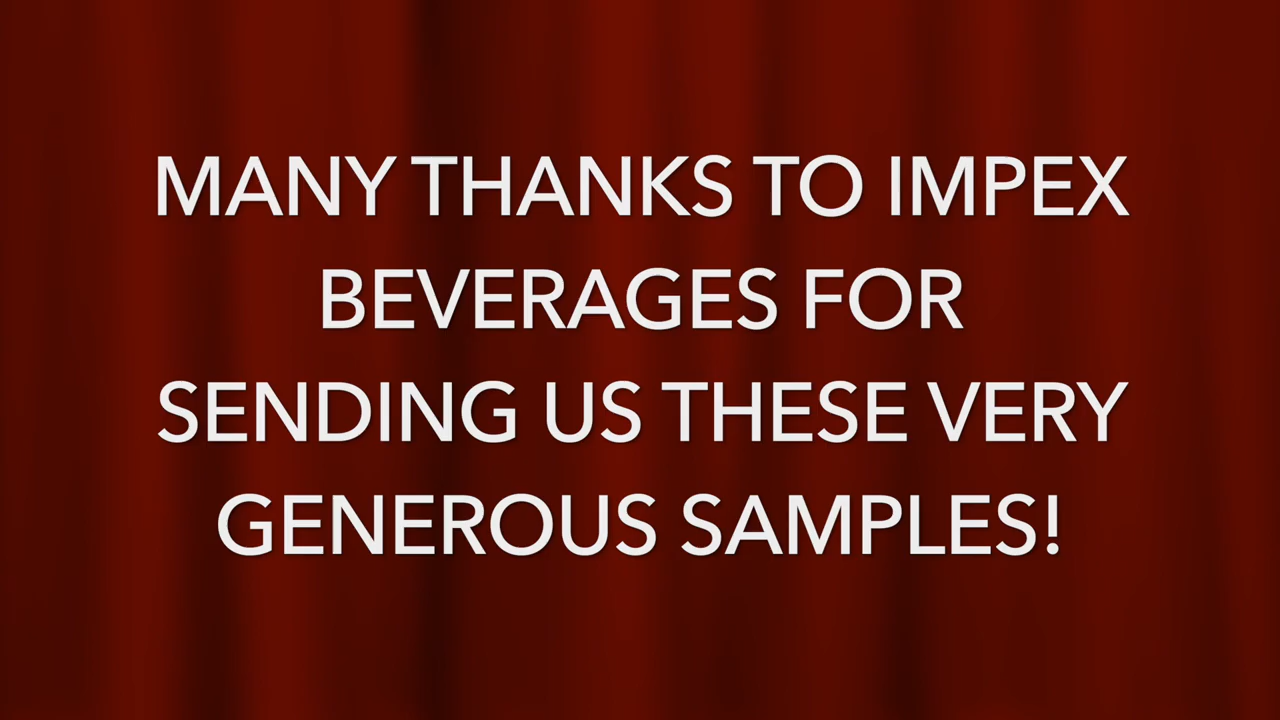 MANY THANKS TO IMPEX
BEVERAGES FOR
SENDING US THESE VERY
GENEROUS SAMPLES!